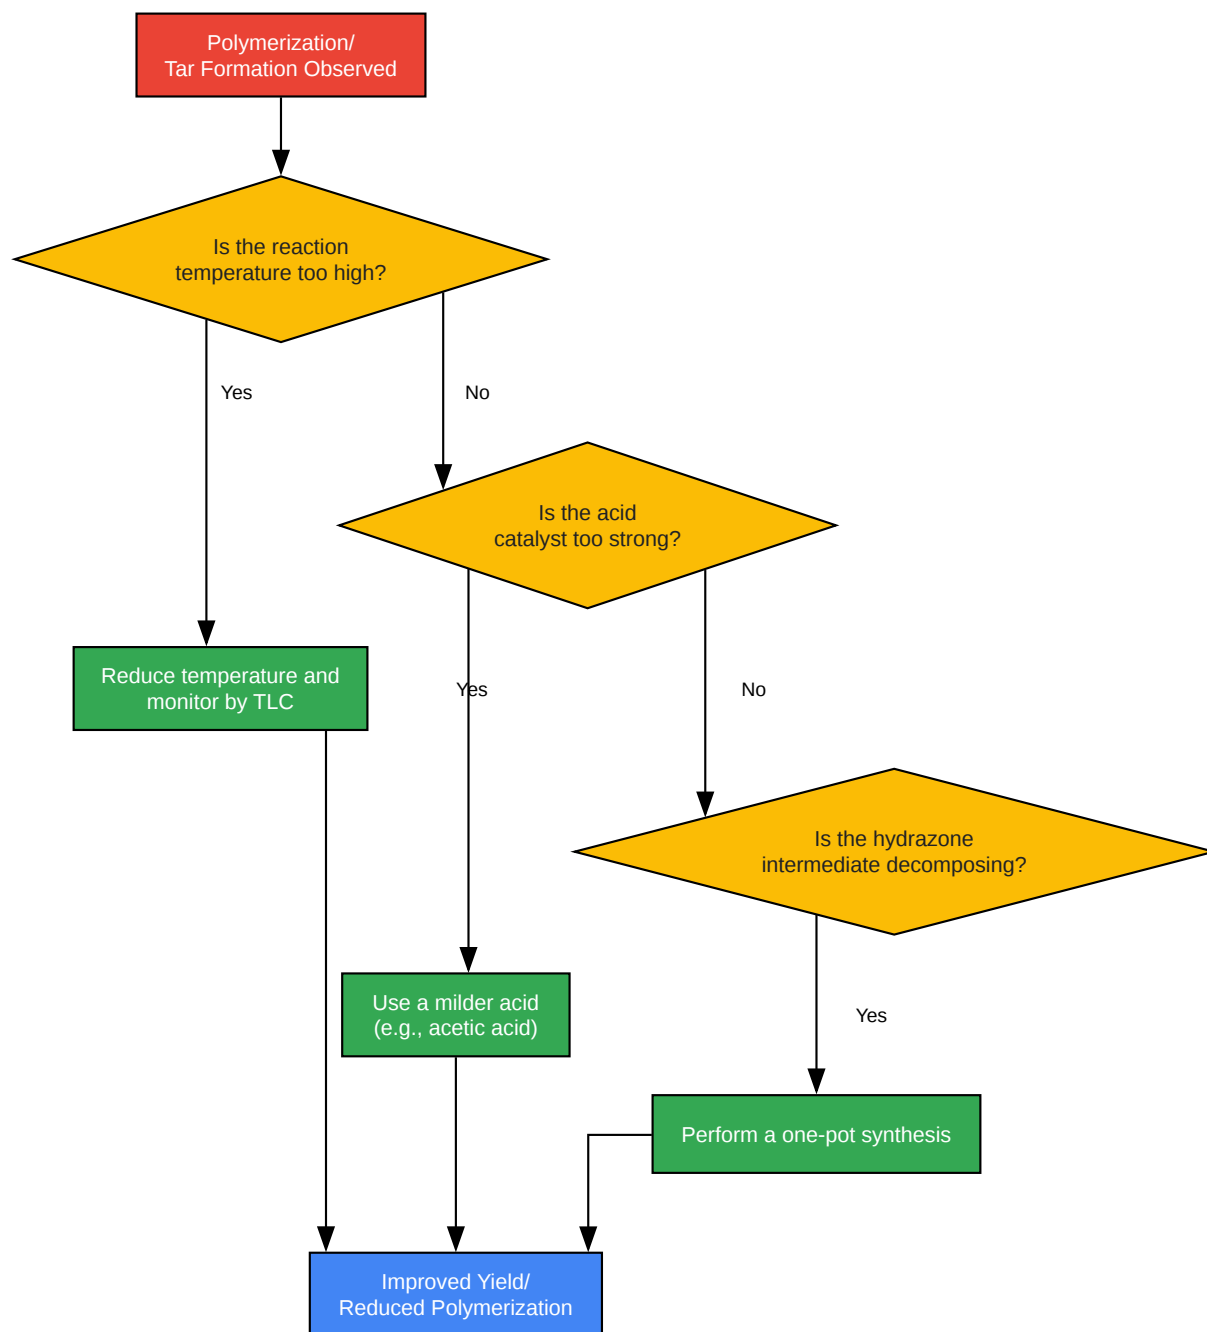 Polymerization/
Tar Formation Observed
Is the reaction
temperature too high?
Yes
No
Is the acid
catalyst too strong?
Reduce temperature and
monitor by TLC
Yes
No
Is the hydrazone
intermediate decomposing?
Use a milder acid
(e.g., acetic acid)
Yes
Perform a one-pot synthesis
Improved Yield/
Reduced Polymerization